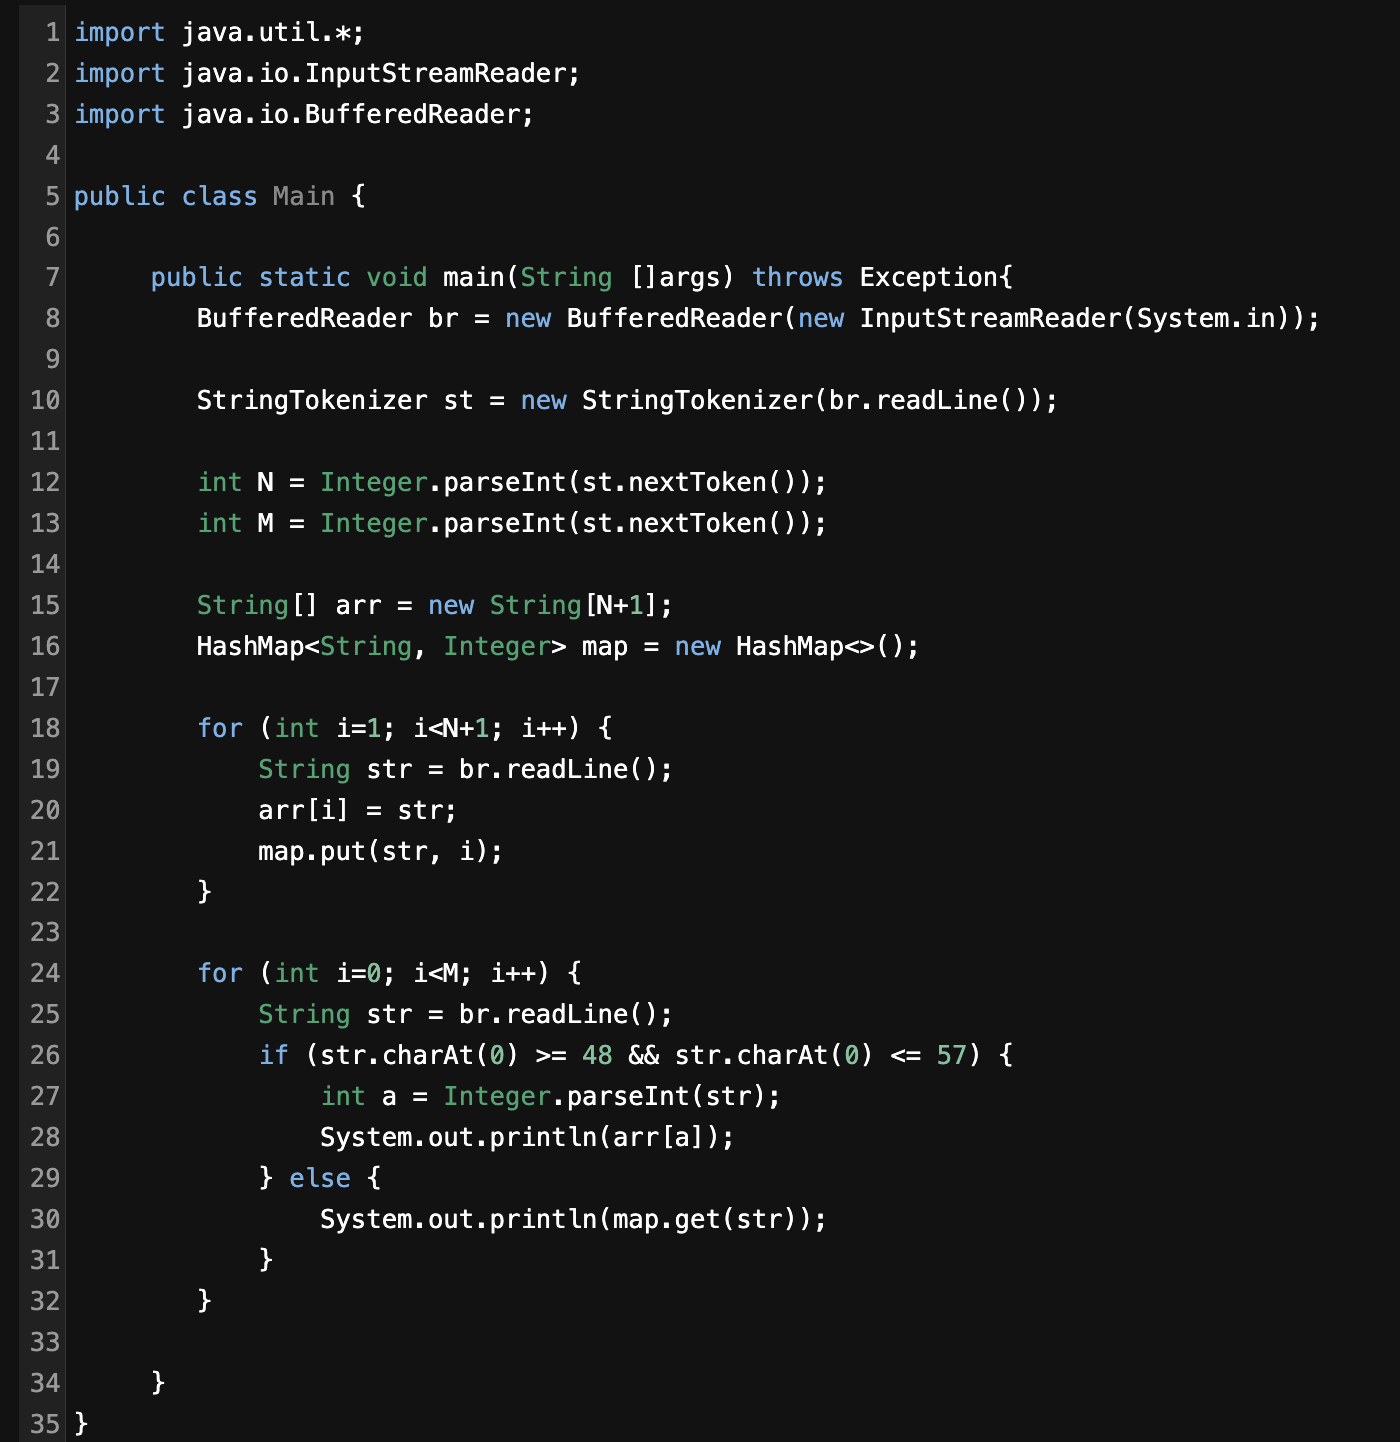 1 import java.util.*;
2 import java.io.InputStreamReader;
3 import java.io.BufferedReader;
4
5 public class Main {
6
7      public static void main(String []args) throws Exception{
8         BufferedReader br = new BufferedReader(new InputStreamReader(System.in));
9
10         StringTokenizer st = new StringTokenizer(br.readLine());
11
12         int N = Integer.parseInt(st.nextToken());
13         int M = Integer.parseInt(st.nextToken());
14
15         String[] arr = new String[N+1];
16         HashMap<String, Integer> map = new HashMap<>();
17
18         for (int i=1; i<N+1; i++) {
19             String str = br.readLine();
20             arr[i] = str;
21             map.put(str, i);
22         }
23
24         for (int i=0; i<M; i++) {
25             String str = br.readLine();
26             if (str.charAt(0) >= 48 && str.charAt(0) <= 57) {
27                 int a = Integer.parseInt(str);
28                 System.out.println(arr[a]);
29             } else {
30                 System.out.println(map.get(str));
31             }
32         }
33
34      }
35 }